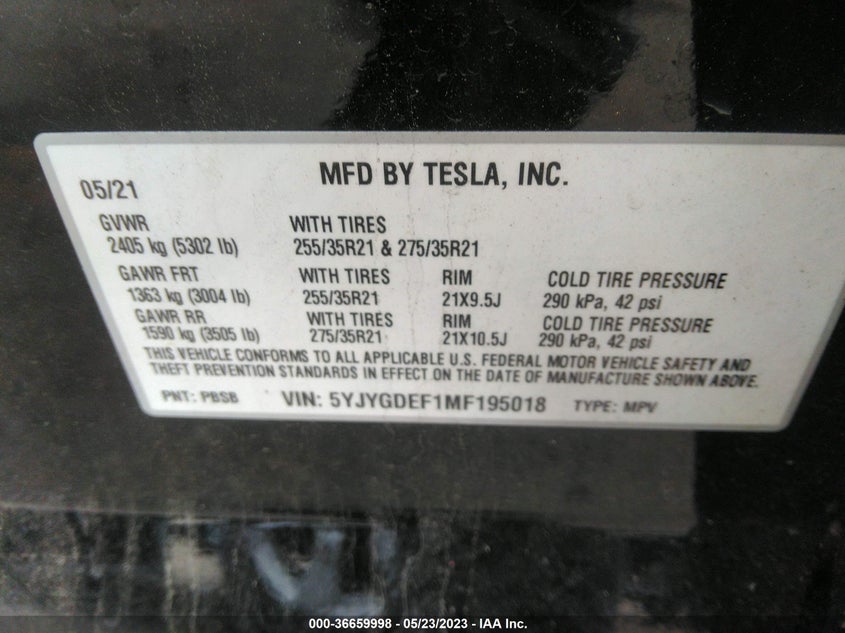 MFD BY TESLA, INC.
05/21
GVWR WITH TIRES
2405 kg (5302 lb) 255/35R21 & 275/35R21
GAWR FRT WITH TIRES RIM COLD TIRE PRESSURE
1363 kg (3004 lb) 255/35R21 21X9.5J 290 kPa, 42 psi
GAWR RR WITH TIRES RIM COLD TIRE PRESSURE
1590 kg (3505 lb) 275/35R21 21X10.5J 290 kPa, 42 psi
THIS VEHICLE CONFORMS TO ALL APPLICABLE U.S. FEDERAL MOTOR VEHICLE SAFETY AND
THEFT PREVENTION STANDARDS IN EFFECT ON THE DATE OF MANUFACTURE SHOWN ABOVE.
PNT: PBSB VIN: 5YJYGDEF1MF195018 TYPE: MPV
000-36659998 - 05/23/2023 - IAA Inc.